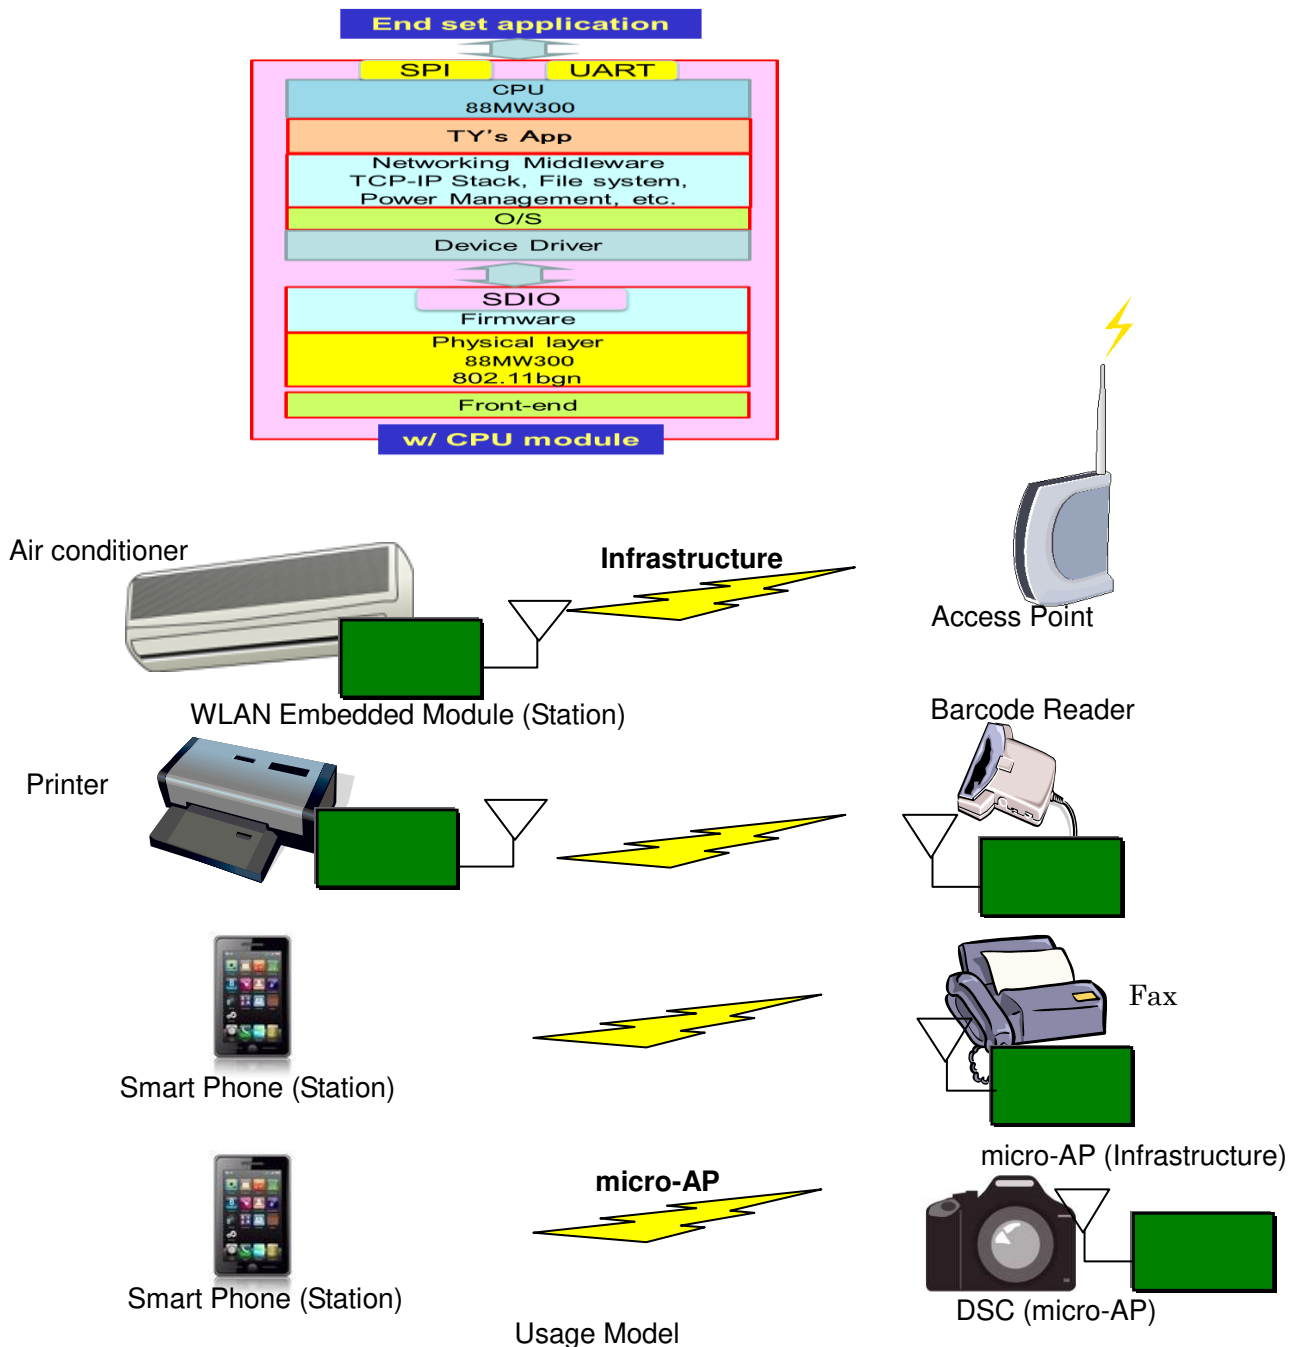 End set application
SPI UART
CPU
88MW300
TY's App
Networking Middleware
TCP-IP Stack, File system,
Power Management, etc.
O/S
Device Driver
SDIO
Firmware
Physical layer
88MW300
802.11bgn
Front-end
w/ CPU module
Air conditioner
Infrastructure
Access Point
WLAN Embedded Module (Station)
Barcode Reader
Printer
Fax
Smart Phone (Station)
micro-AP (Infrastructure)
micro-AP
Smart Phone (Station)
DSC (micro-AP)
Usage Model